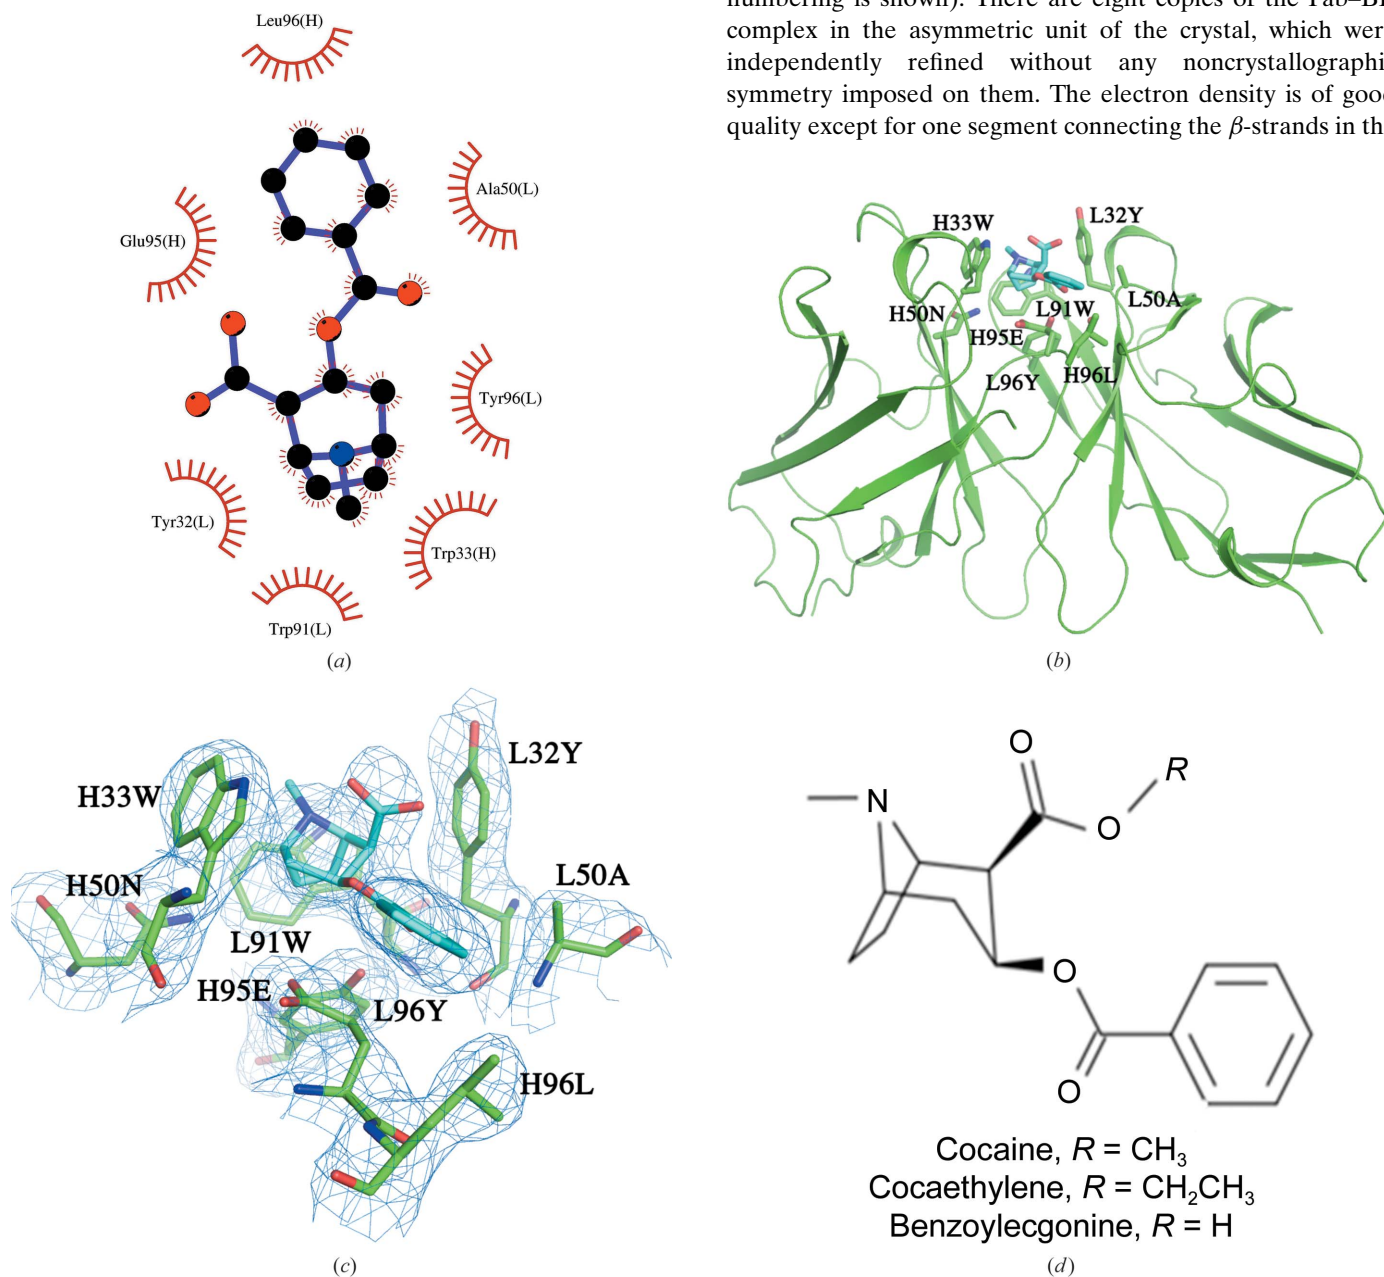 numbering is shown). There are eight copies of the Fab–B
complex in the asymmetric unit of the crystal, which wer
independently refined without any noncrystallographi
symmetry imposed on them. The electron density is of goo
quality except for one segment connecting the β-strands in th
Leu96(H)
Ala50(L)
Glu95(H)
Tyr96(L)
Tyr32(L)
Trp33(H)
Trp91(L)
(a)
H33W
L32Y
H50N
L91W
L50A
H95E
L96Y
H96L
(b)
L32Y
H33W
H50N
L50A
L91W
H95E
L96Y
H96L
(c)
O
R
N
O
O
O
Cocaine, R = CH₃
Cocaethylene, R = CH₂CH₃
Benzoylecgonine, R = H
(d)